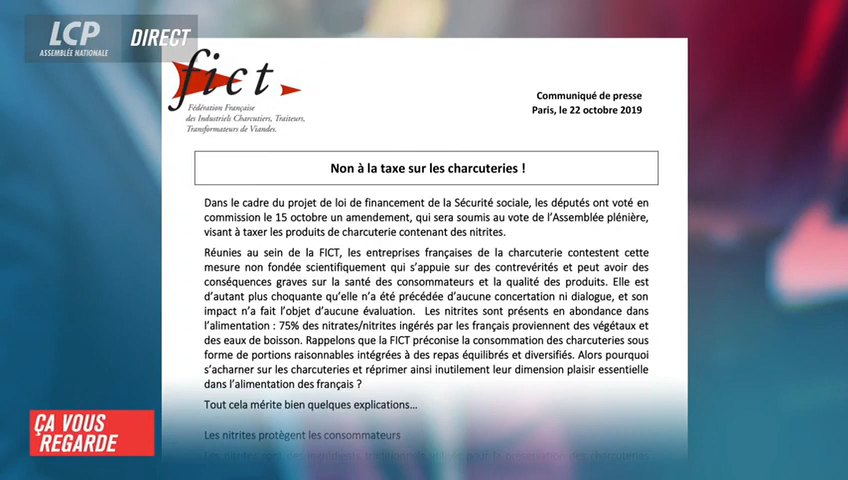 LCP
ASSEMBLÉE NATIONALE
DIRECT
fict
Fédération Française
des Industriels Charcutiers, Traiteurs,
Transformateurs de Viandes.
Communiqué de presse
Paris, le 22 octobre 2019
Non à la taxe sur les charcuteries !
Dans le cadre du projet de loi de financement de la Sécurité sociale, les députés ont voté en
commission le 15 octobre un amendement, qui sera soumis au vote de l'Assemblée plénière,
visant à taxer les produits de charcuterie contenant des nitrites.
Réunies au sein de la FICT, les entreprises françaises de la charcuterie contestent cette
mesure non fondée scientifiquement qui s'appuie sur des contrevérités et peut avoir des
conséquences graves sur la santé des consommateurs et la qualité des produits. Elle est
d'autant plus choquante qu'elle n'a été précédée d'aucune concertation ni dialogue, et son
impact n'a fait l'objet d'aucune évaluation. Les nitrites sont présents en abondance dans
l'alimentation : 75% des nitrates/nitrites ingérés par les français proviennent des végétaux et
des eaux de boisson. Rappelons que la FICT préconise la consommation des charcuteries sous
forme de portions raisonnables intégrées à des repas équilibrés et diversifiés. Alors pourquoi
s'acharner sur les charcuteries et réprimer ainsi inutilement leur dimension plaisir essentielle
dans l'alimentation des français ?
Tout cela mérite bien quelques explications…
Les nitrites protègent les consommateurs
ÇA VOUS
REGARDE